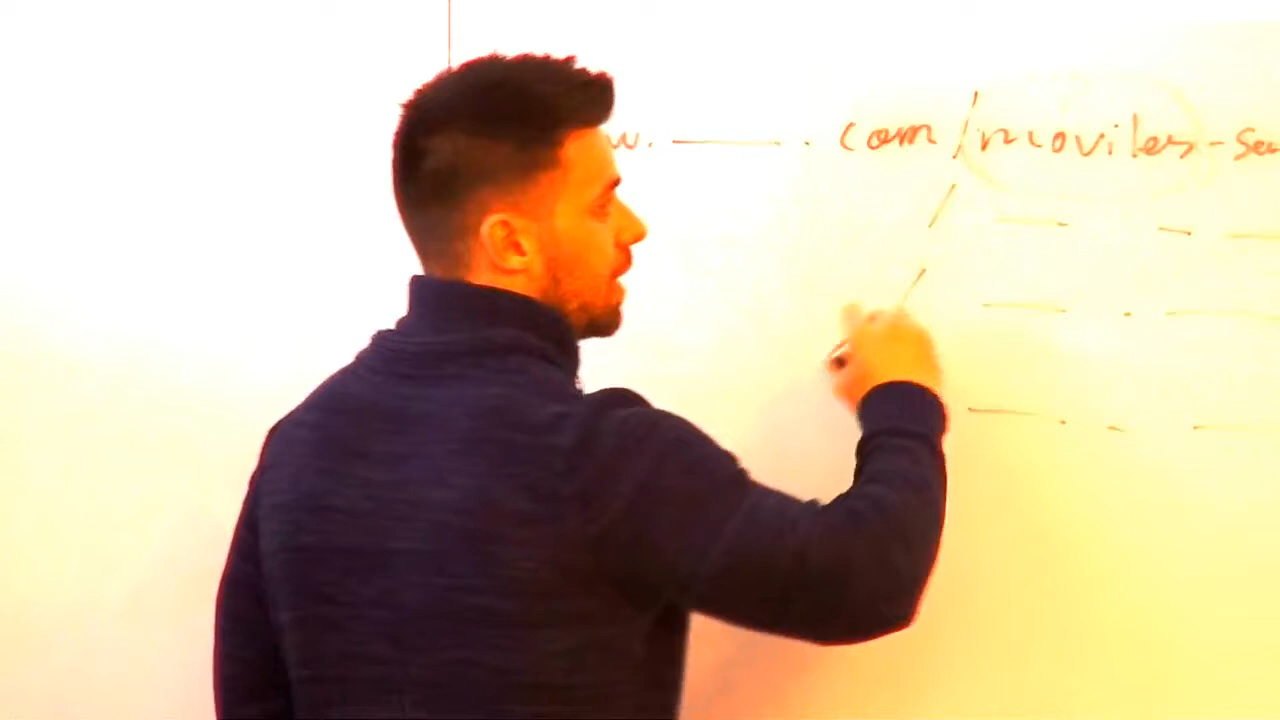 w. ——— . com/moviles-se